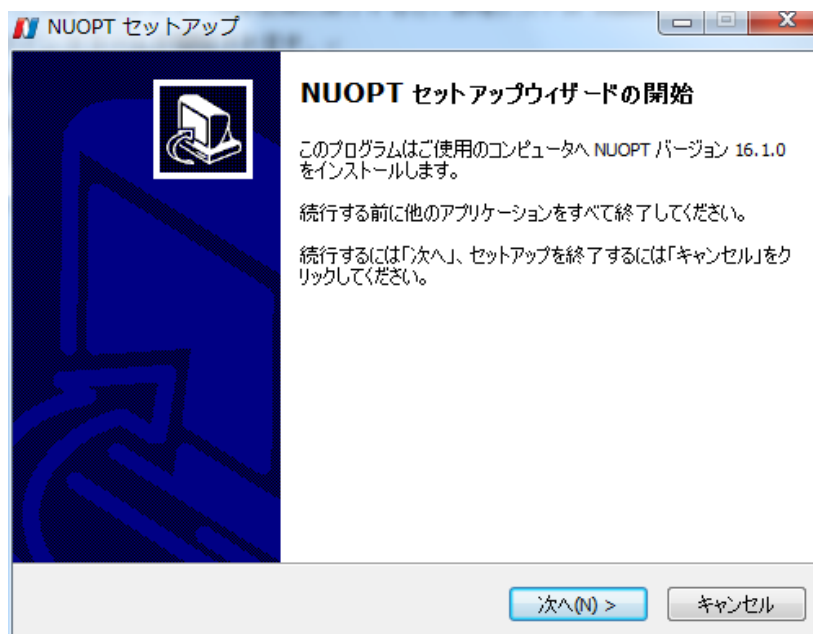 NUOPT セットアップ
NUOPT セットアップウィザードの開始
このプログラムはご使用のコンピュータへ NUOPT バージョン 16.1.0
をインストールします。
続行する前に他のアプリケーションをすべて終了してください。
続行するには「次へ」、セットアップを終了するには「キャンセル」をク
リックしてください。
次へ(N) >
キャンセル